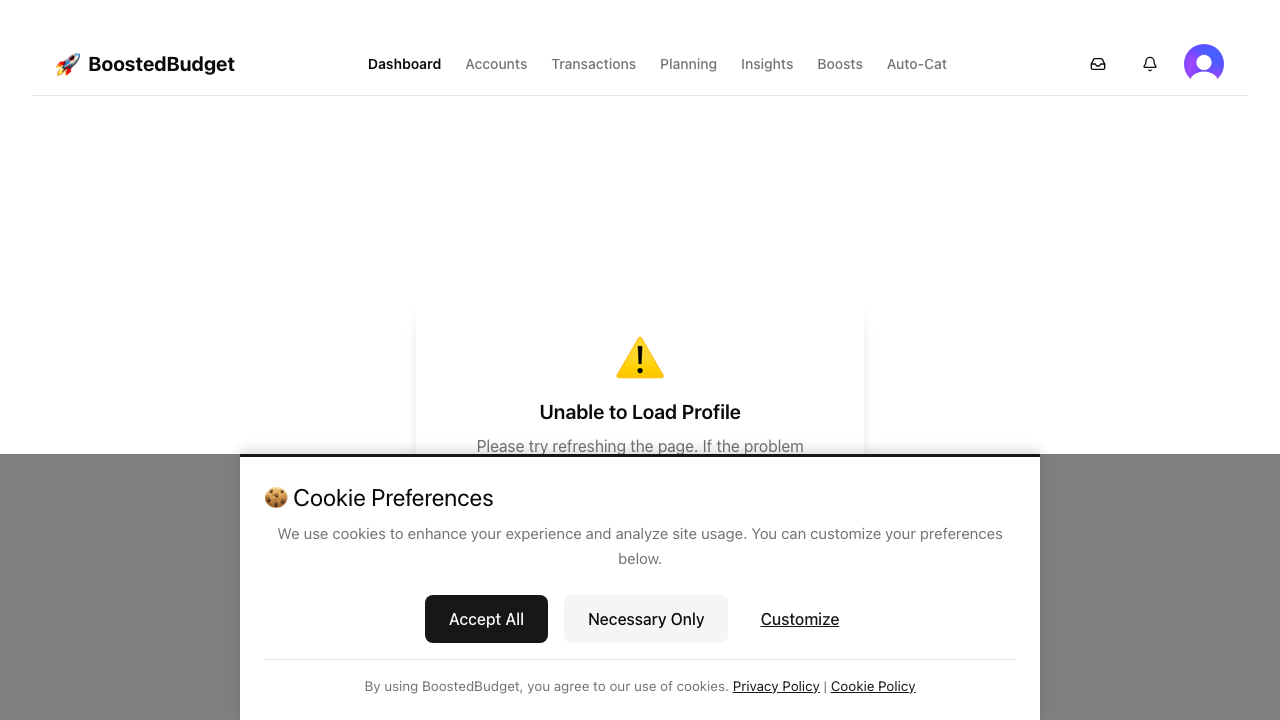 BoostedBudget
Dashboard Accounts Transactions Planning Insights Boosts Auto-Cat
Unable to Load Profile
Please try refreshing the page. If the problem
Cookie Preferences
We use cookies to enhance your experience and analyze site usage. You can customize your preferences
below.
Accept All Necessary Only Customize
By using BoostedBudget, you agree to our use of cookies. Privacy Policy | Cookie Policy